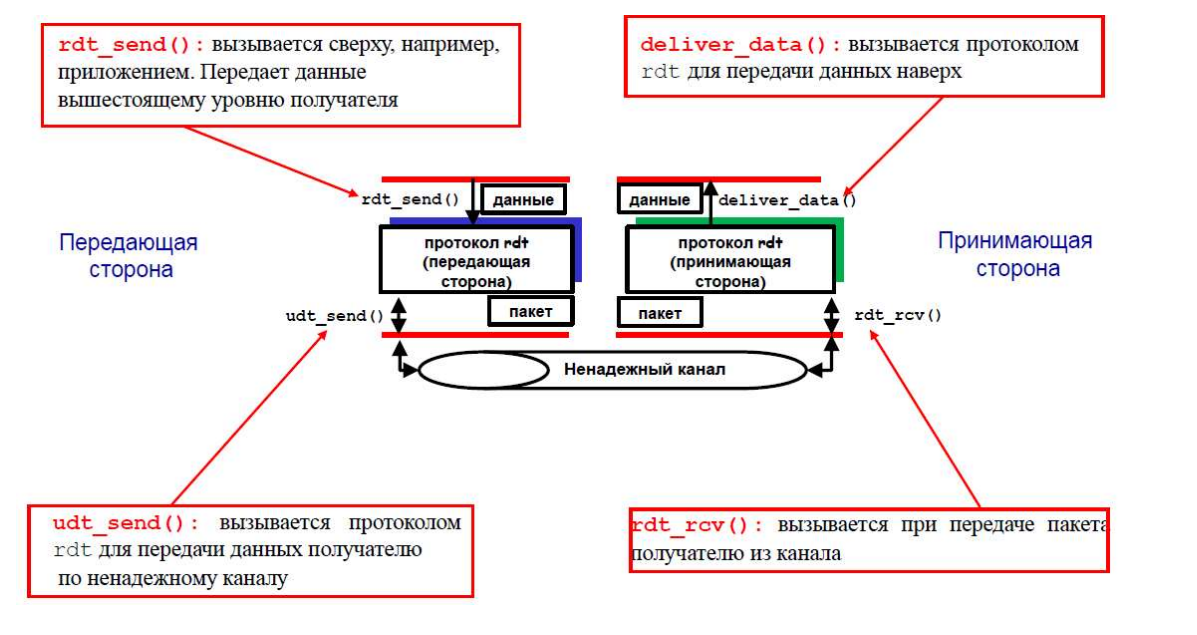 rdt_send(): вызывается сверху, например,
приложением. Передает данные
вышестоящему уровню получателя
deliver_data(): вызывается протоколом
rdt для передачи данных наверх
rdt_send()
данные
данные
deliver_data()
Передающая
сторона
протокол rdt
(передающая
сторона)
протокол rdt
(принимающая
сторона)
Принимающая
сторона
udt_send()
пакет
пакет
rdt_rcv()
Ненадежный канал
udt_send(): вызывается протоколом
rdt для передачи данных получателю
по ненадежному каналу
rdt_rcv(): вызывается при передаче пакета
получателю из канала